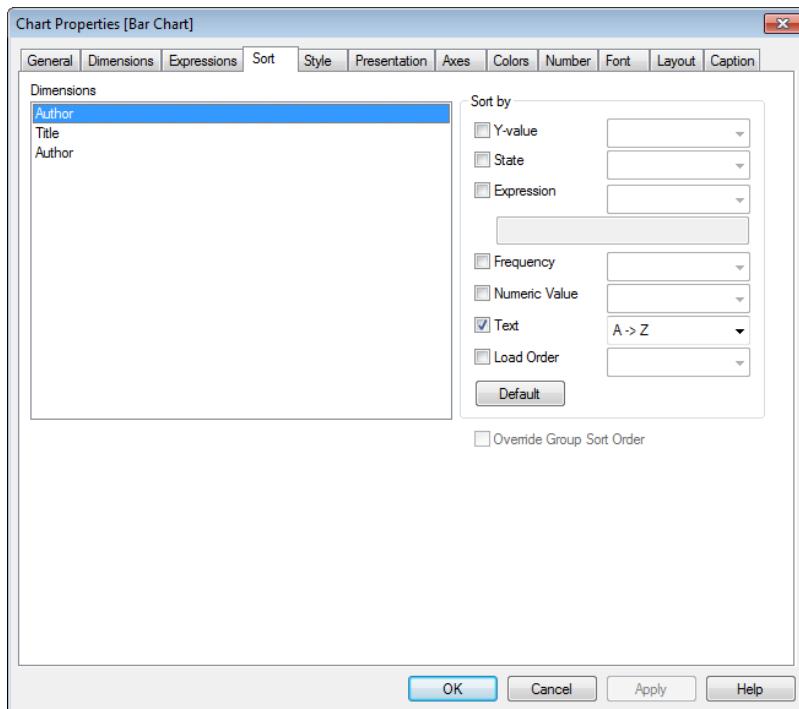 Chart Properties [Bar Chart]
General Dimensions Expressions Sort Style Presentation Axes Colors Number Font Layout Caption
Dimensions
Author
Title
Author
Sort by
Y-value
State
Expression
Frequency
Numeric Value
Text A -> Z
Load Order
Default
Override Group Sort Order
OK Cancel Apply Help